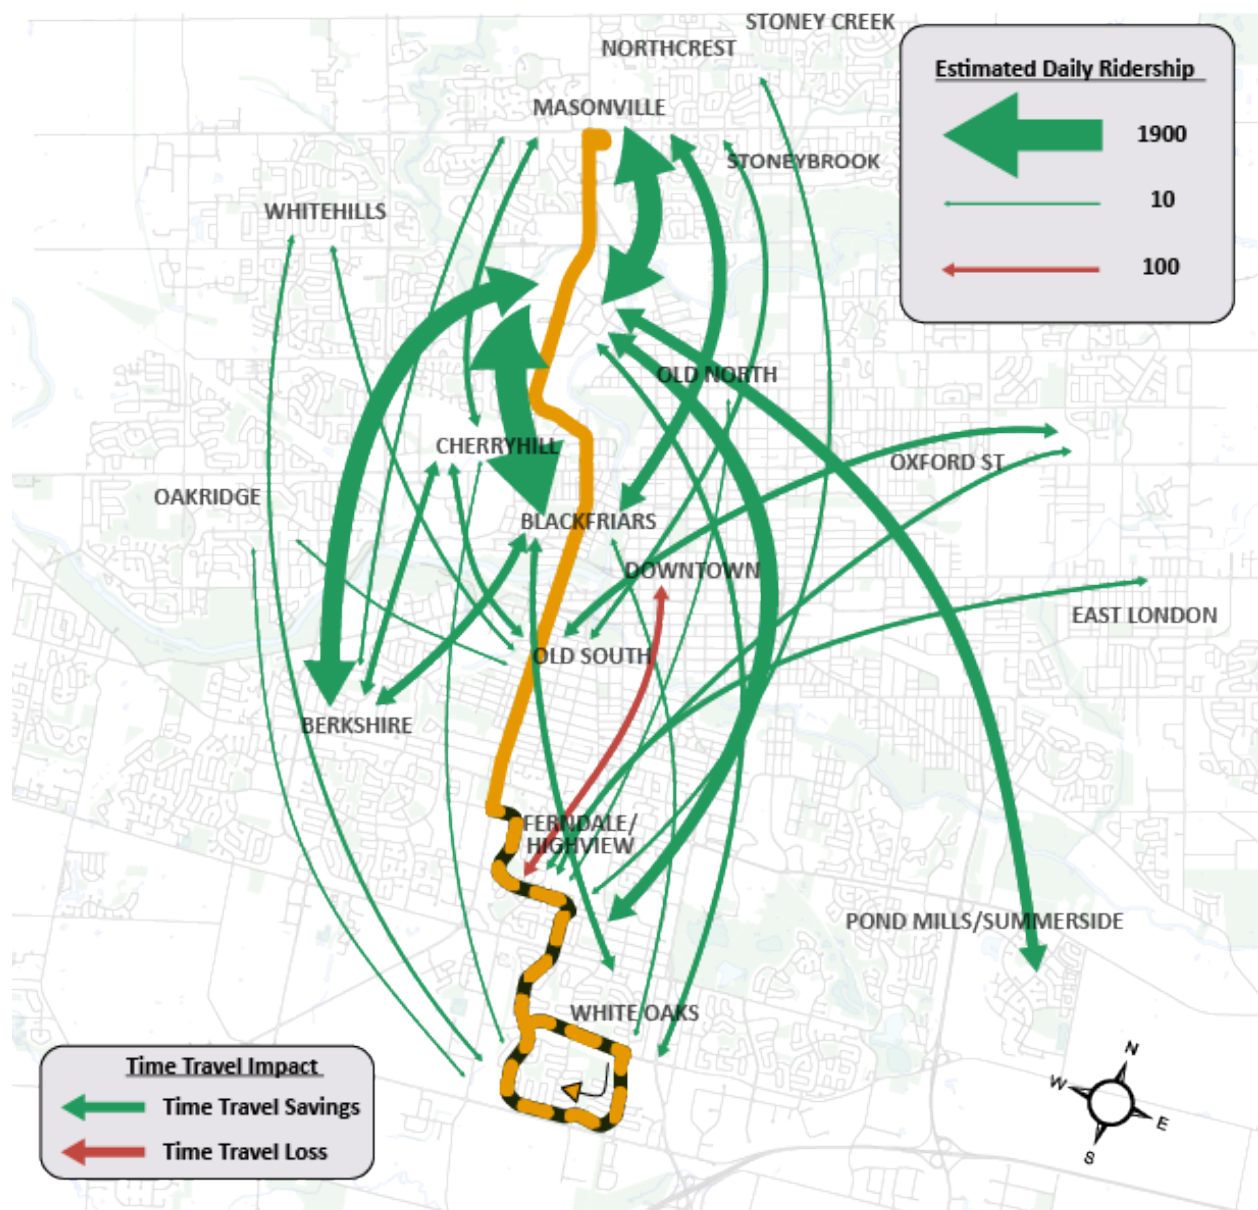 STONEY CREEK
NORTHCREST
Estimated Daily Ridership
MASONVILLE
1900
STONEYBROOK
10
WHITEHILLS
100
OLD NORTH
CHERRYHILL
OXFORD ST
OAKRIDGE
BLACKFRIARS
DOWNTOWN
EAST LONDON
OLD SOUTH
BERKSHIRE
FERNDALE/
HIGHVIEW
POND MILLS/SUMMERSIDE
WHITE OAKS
Time Travel Impact
Time Travel Savings
Time Travel Loss
N
W
E
S